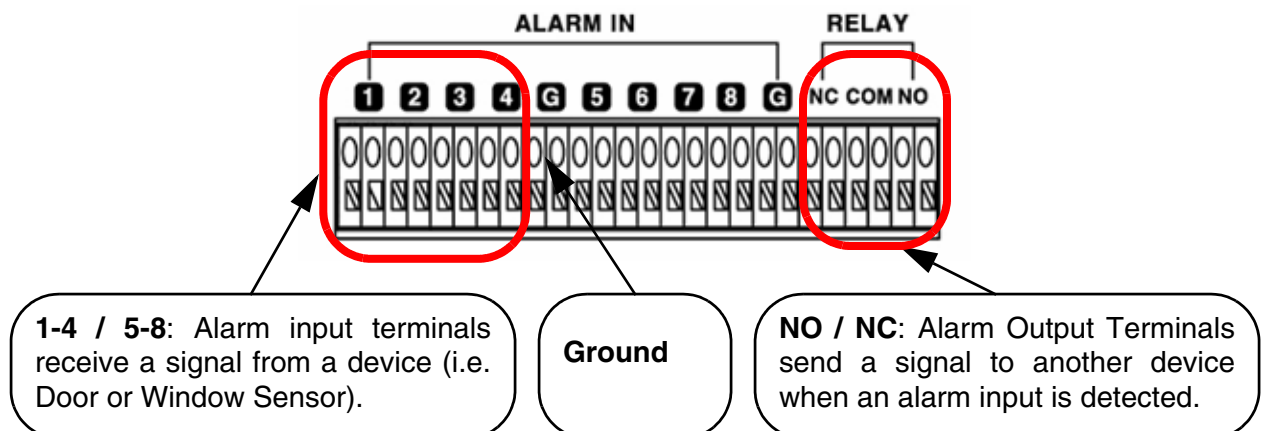 ALARM IN RELAY
1 2 3 4 G 5 6 7 8 G NC COM NO
1-4 / 5-8: Alarm input terminals
receive a signal from a device (i.e.
Door or Window Sensor).
Ground
NO / NC: Alarm Output Terminals
send a signal to another device
when an alarm input is detected.